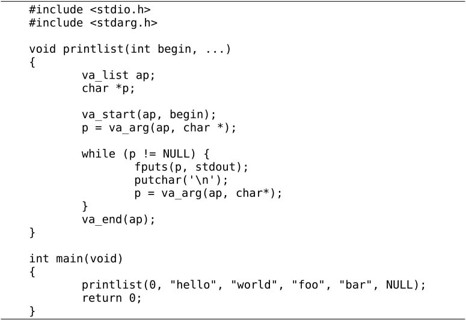 #include <stdio.h>
#include <stdarg.h>

void printlist(int begin, ...)
{
        va_list ap;
        char *p;

        va_start(ap, begin);
        p = va_arg(ap, char *);

        while (p != NULL) {
                fputs(p, stdout);
                putchar('\n');
                p = va_arg(ap, char*);
        }
        va_end(ap);
}

int main(void)
{
        printlist(0, "hello", "world", "foo", "bar", NULL);
        return 0;
}